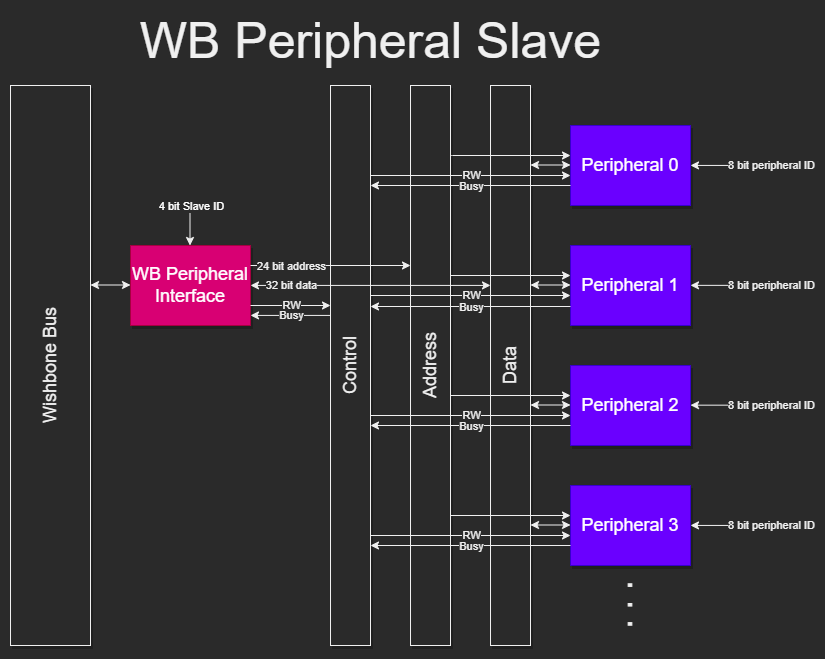 WB Peripheral Slave
Wishbone Bus
4 bit Slave ID
WB Peripheral
Interface
24 bit address
32 bit data
RW
Busy
Control
Address
Data
RW
Busy
Peripheral 0
8 bit peripheral ID
RW
Busy
Peripheral 1
8 bit peripheral ID
RW
Busy
Peripheral 2
8 bit peripheral ID
RW
Busy
Peripheral 3
8 bit peripheral ID